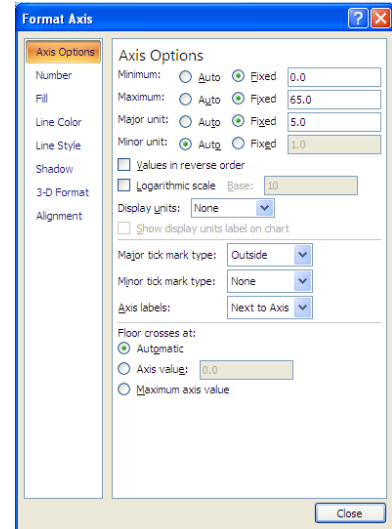 Format Axis
Axis Options
Number
Fill
Line Color
Line Style
Shadow
3-D Format
Alignment
Axis Options
Minimum: Auto Fixed 0.0
Maximum: Auto Fixed 65.0
Major unit: Auto Fixed 5.0
Minor unit: Auto Fixed 1.0
Values in reverse order
Logarithmic scale Base: 10
Display units: None
Show display units label on chart
Major tick mark type: Outside
Minor tick mark type: None
Axis labels: Next to Axis
Floor crosses at:
Automatic
Axis value: 0.0
Maximum axis value
Close